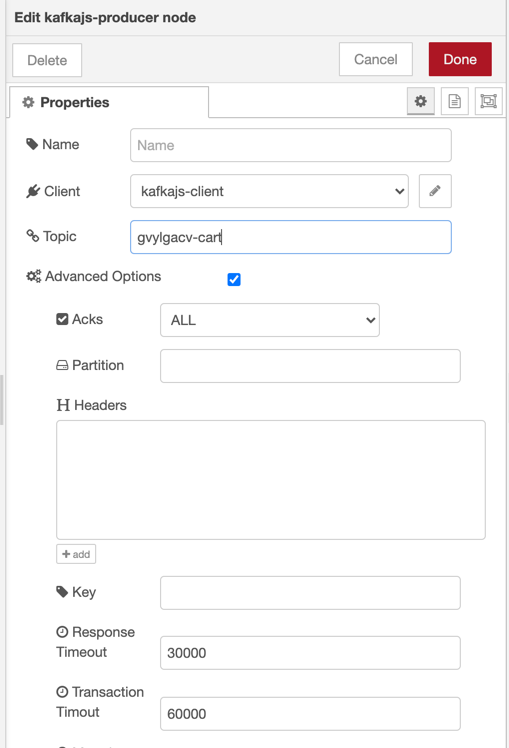 Edit kafkajs-producer node
Delete
Cancel
Done
Properties
Name
Name
Client
kafkajs-client
Topic
gvylgacv-cart
Advanced Options
Acks
ALL
Partition
H Headers
+ add
Key
Response
Timeout
30000
Transaction
Timout
60000